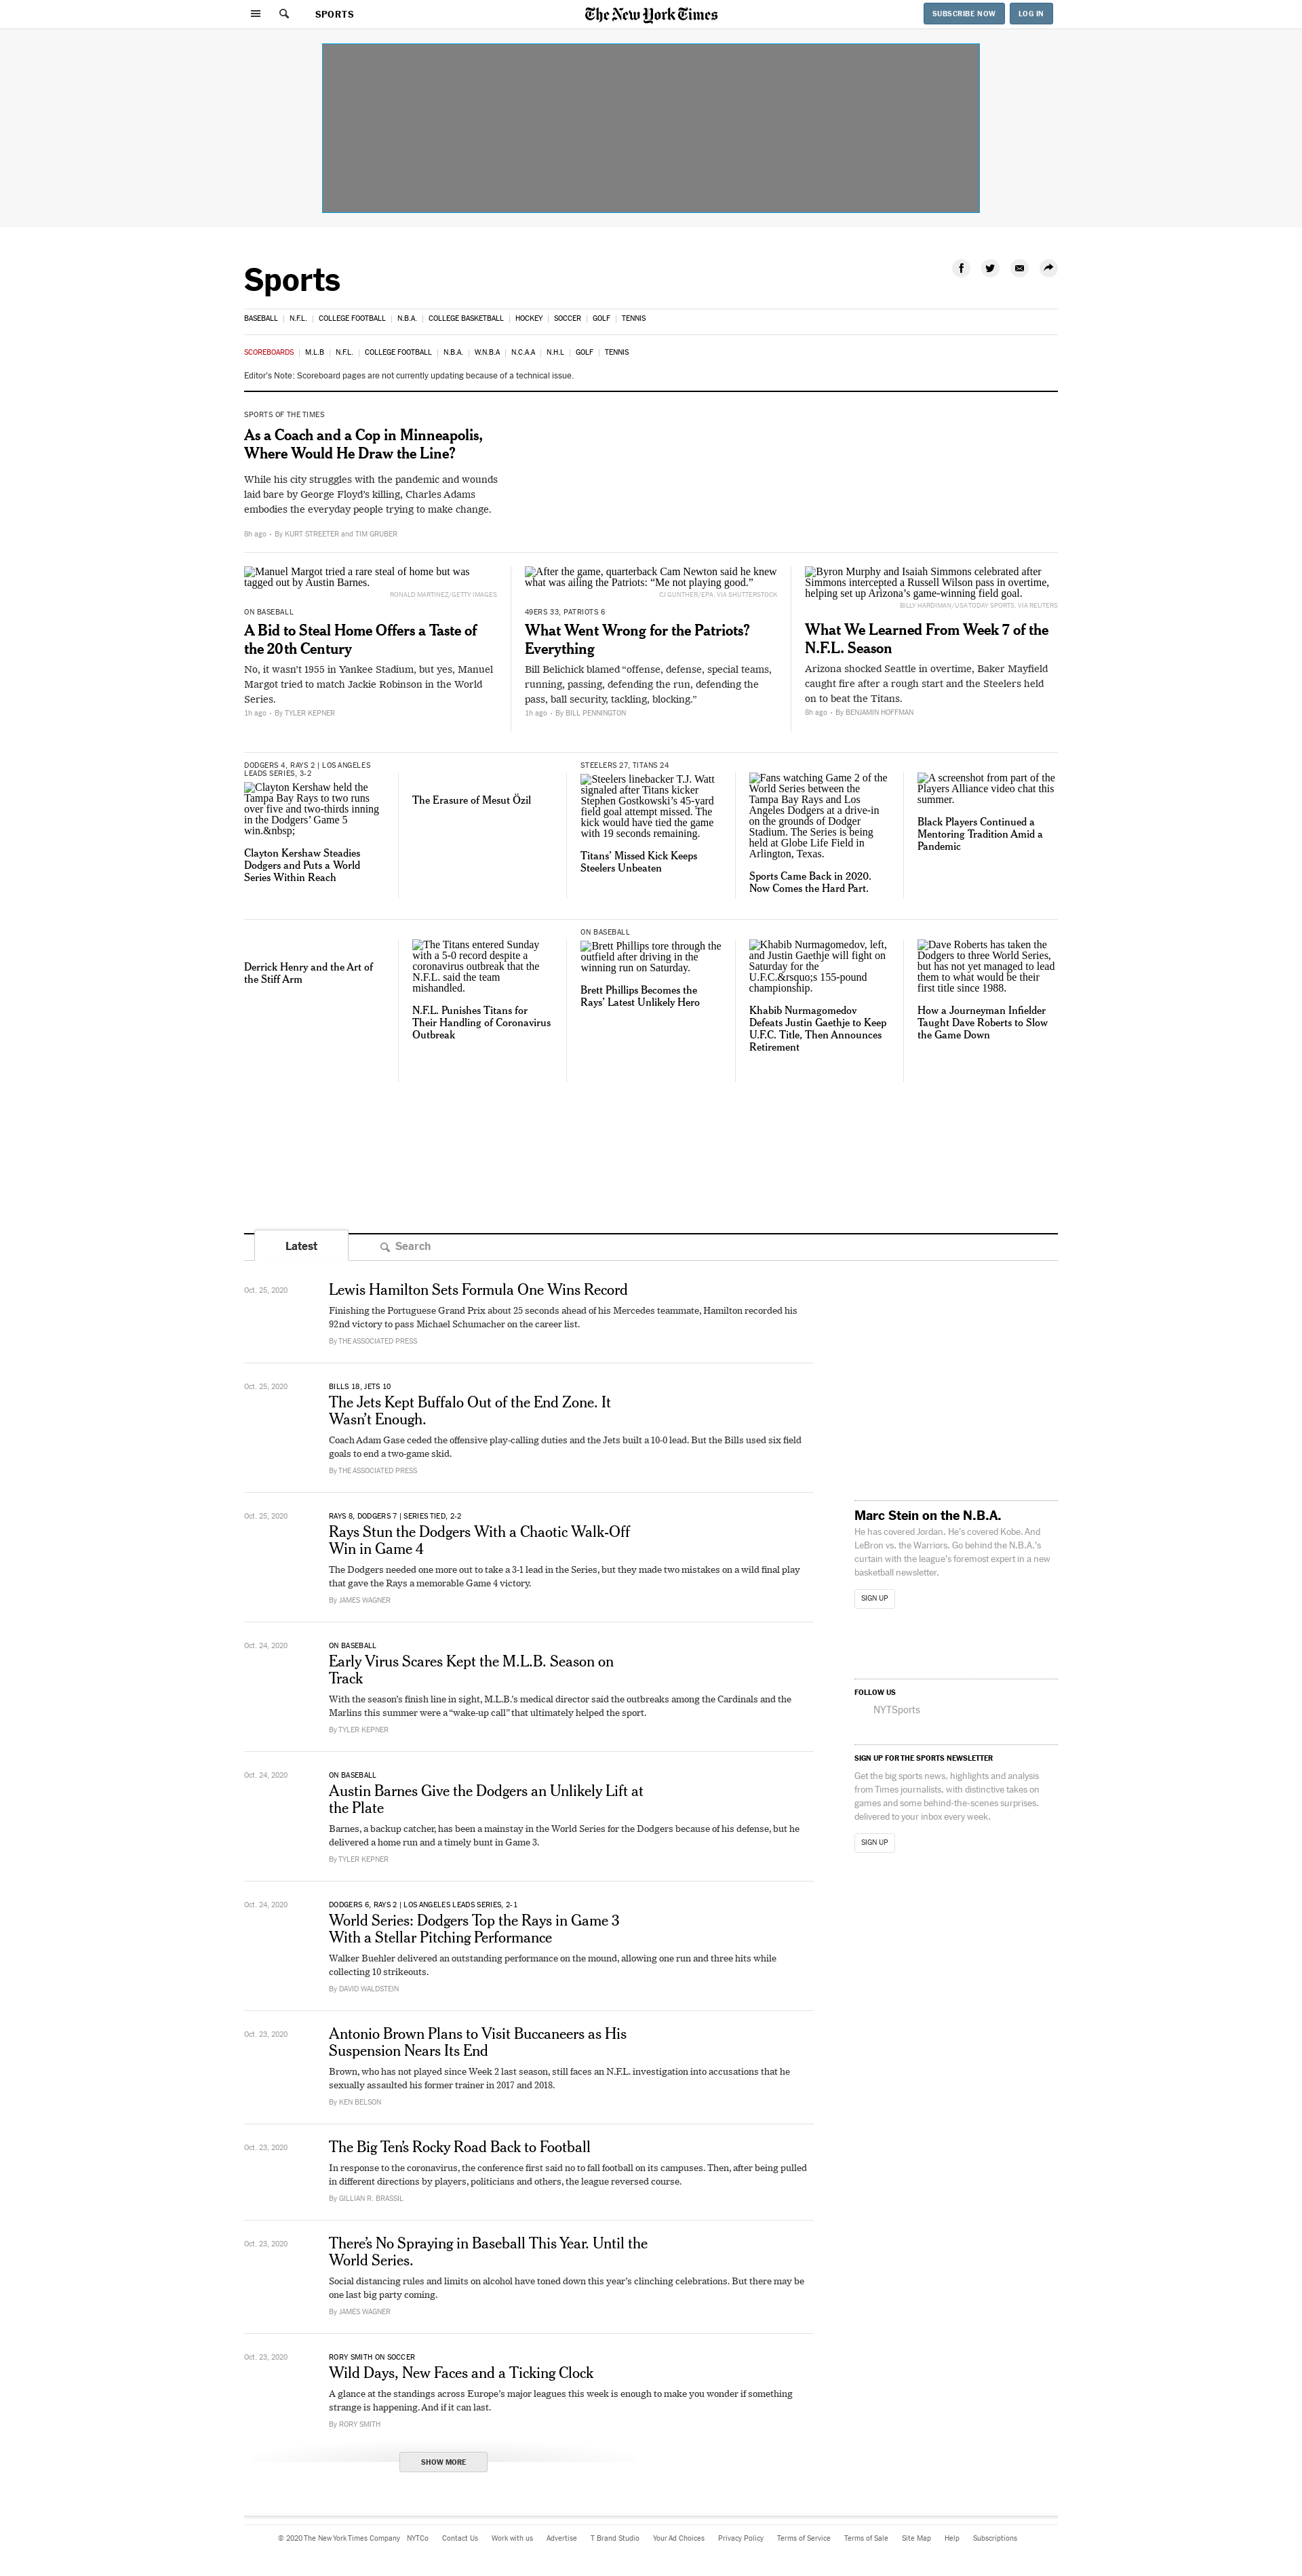 SPORTS
The New York Times
SUBSCRIBE NOW
LOG IN
Sports
BASEBALL | N.F.L. | COLLEGE FOOTBALL | N.B.A. | COLLEGE BASKETBALL | HOCKEY | SOCCER | GOLF | TENNIS
SCOREBOARDS | M.L.B | N.F.L. | COLLEGE FOOTBALL | N.B.A. | W.N.B.A | N.C.A.A | N.H.L | GOLF | TENNIS
Editor's Note: Scoreboard pages are not currently updating because of a technical issue.
SPORTS OF THE TIMES
As a Coach and a Cop in Minneapolis,
Where Would He Draw the Line?
While his city struggles with the pandemic and wounds
laid bare by George Floyd's killing, Charles Adams
embodies the everyday people trying to make change.
8h ago • By KURT STREETER and TIM GRUBER
Manuel Margot tried a rare steal of home but was
tagged out by Austin Barnes.
RONALD MARTINEZ/GETTY IMAGES
ON BASEBALL
A Bid to Steal Home Offers a Taste of
the 20th Century
No, it wasn't 1955 in Yankee Stadium, but yes, Manuel
Margot tried to match Jackie Robinson in the World
Series.
1h ago • By TYLER KEPNER
After the game, quarterback Cam Newton said he knew
what was ailing the Patriots: “Me not playing good.”
CJ GUNTHER/EPA, VIA SHUTTERSTOCK
49ERS 33, PATRIOTS 6
What Went Wrong for the Patriots?
Everything
Bill Belichick blamed “offense, defense, special teams,
running, passing, defending the run, defending the
pass, ball security, tackling, blocking.”
1h ago • By BILL PENNINGTON
Byron Murphy and Isaiah Simmons celebrated after
Simmons intercepted a Russell Wilson pass in overtime,
helping set up Arizona's game-winning field goal.
BILLY HARDIMAN/USA TODAY SPORTS, VIA REUTERS
What We Learned From Week 7 of the
N.F.L. Season
Arizona shocked Seattle in overtime, Baker Mayfield
caught fire after a rough start and the Steelers held
on to beat the Titans.
8h ago • By BENJAMIN HOFFMAN
DODGERS 4, RAYS 2 | LOS ANGELES
LEADS SERIES, 3-2
Clayton Kershaw held the
Tampa Bay Rays to two runs
over five and two-thirds inning
in the Dodgers' Game 5
win.&nbsp;
Clayton Kershaw Steadies
Dodgers and Puts a World
Series Within Reach
The Erasure of Mesut Özil
STEELERS 27, TITANS 24
Steelers linebacker T.J. Watt
signaled after Titans kicker
Stephen Gostkowski's 45-yard
field goal attempt missed. The
kick would have tied the game
with 19 seconds remaining.
Titans' Missed Kick Keeps
Steelers Unbeaten
Fans watching Game 2 of the
World Series between the
Tampa Bay Rays and Los
Angeles Dodgers at a drive-in
on the grounds of Dodger
Stadium. The Series is being
held at Globe Life Field in
Arlington, Texas.
Sports Came Back in 2020.
Now Comes the Hard Part.
A screenshot from part of the
Players Alliance video chat this
summer.
Black Players Continued a
Mentoring Tradition Amid a
Pandemic
Derrick Henry and the Art of
the Stiff Arm
The Titans entered Sunday
with a 5-0 record despite a
coronavirus outbreak that the
N.F.L. said the team
mishandled.
N.F.L. Punishes Titans for
Their Handling of Coronavirus
Outbreak
ON BASEBALL
Brett Phillips tore through the
outfield after driving in the
winning run on Saturday.
Brett Phillips Becomes the
Rays' Latest Unlikely Hero
Khabib Nurmagomedov, left,
and Justin Gaethje will fight on
Saturday for the
U.F.C.&rsquo;s 155-pound
championship.
Khabib Nurmagomedov
Defeats Justin Gaethje to Keep
U.F.C. Title, Then Announces
Retirement
Dave Roberts has taken the
Dodgers to three World Series,
but has not yet managed to lead
them to what would be their
first title since 1988.
How a Journeyman Infielder
Taught Dave Roberts to Slow
the Game Down
Latest
Search
Oct. 25, 2020
Lewis Hamilton Sets Formula One Wins Record
Finishing the Portuguese Grand Prix about 25 seconds ahead of his Mercedes teammate, Hamilton recorded his
92nd victory to pass Michael Schumacher on the career list.
By THE ASSOCIATED PRESS
Oct. 25, 2020
BILLS 18, JETS 10
The Jets Kept Buffalo Out of the End Zone. It
Wasn't Enough.
Coach Adam Gase ceded the offensive play-calling duties and the Jets built a 10-0 lead. But the Bills used six field
goals to end a two-game skid.
By THE ASSOCIATED PRESS
Oct. 25, 2020
RAYS 8, DODGERS 7 | SERIES TIED, 2-2
Rays Stun the Dodgers With a Chaotic Walk-Off
Win in Game 4
The Dodgers needed one more out to take a 3-1 lead in the Series, but they made two mistakes on a wild final play
that gave the Rays a memorable Game 4 victory.
By JAMES WAGNER
Oct. 24, 2020
ON BASEBALL
Early Virus Scares Kept the M.L.B. Season on
Track
With the season's finish line in sight, M.L.B.'s medical director said the outbreaks among the Cardinals and the
Marlins this summer were a “wake-up call” that ultimately helped the sport.
By TYLER KEPNER
Oct. 24, 2020
ON BASEBALL
Austin Barnes Give the Dodgers an Unlikely Lift at
the Plate
Barnes, a backup catcher, has been a mainstay in the World Series for the Dodgers because of his defense, but he
delivered a home run and a timely bunt in Game 3.
By TYLER KEPNER
Oct. 24, 2020
DODGERS 6, RAYS 2 | LOS ANGELES LEADS SERIES, 2-1
World Series: Dodgers Top the Rays in Game 3
With a Stellar Pitching Performance
Walker Buehler delivered an outstanding performance on the mound, allowing one run and three hits while
collecting 10 strikeouts.
By DAVID WALDSTEIN
Oct. 23, 2020
Antonio Brown Plans to Visit Buccaneers as His
Suspension Nears Its End
Brown, who has not played since Week 2 last season, still faces an N.F.L. investigation into accusations that he
sexually assaulted his former trainer in 2017 and 2018.
By KEN BELSON
Oct. 23, 2020
The Big Ten's Rocky Road Back to Football
In response to the coronavirus, the conference first said no to fall football on its campuses. Then, after being pulled
in different directions by players, politicians and others, the league reversed course.
By GILLIAN R. BRASSIL
Oct. 23, 2020
There's No Spraying in Baseball This Year. Until the
World Series.
Social distancing rules and limits on alcohol have toned down this year's clinching celebrations. But there may be
one last big party coming.
By JAMES WAGNER
Oct. 23, 2020
RORY SMITH ON SOCCER
Wild Days, New Faces and a Ticking Clock
A glance at the standings across Europe's major leagues this week is enough to make you wonder if something
strange is happening. And if it can last.
By RORY SMITH
SHOW MORE
Marc Stein on the N.B.A.
He has covered Jordan. He's covered Kobe. And
LeBron vs. the Warriors. Go behind the N.B.A.'s
curtain with the league's foremost expert in a new
basketball newsletter.
SIGN UP
FOLLOW US
NYTSports
SIGN UP FOR THE SPORTS NEWSLETTER
Get the big sports news, highlights and analysis
from Times journalists, with distinctive takes on
games and some behind-the-scenes surprises,
delivered to your inbox every week.
SIGN UP
© 2020 The New York Times Company NYTCo Contact Us Work with us Advertise T Brand Studio Your Ad Choices Privacy Policy Terms of Service Terms of Sale Site Map Help Subscriptions